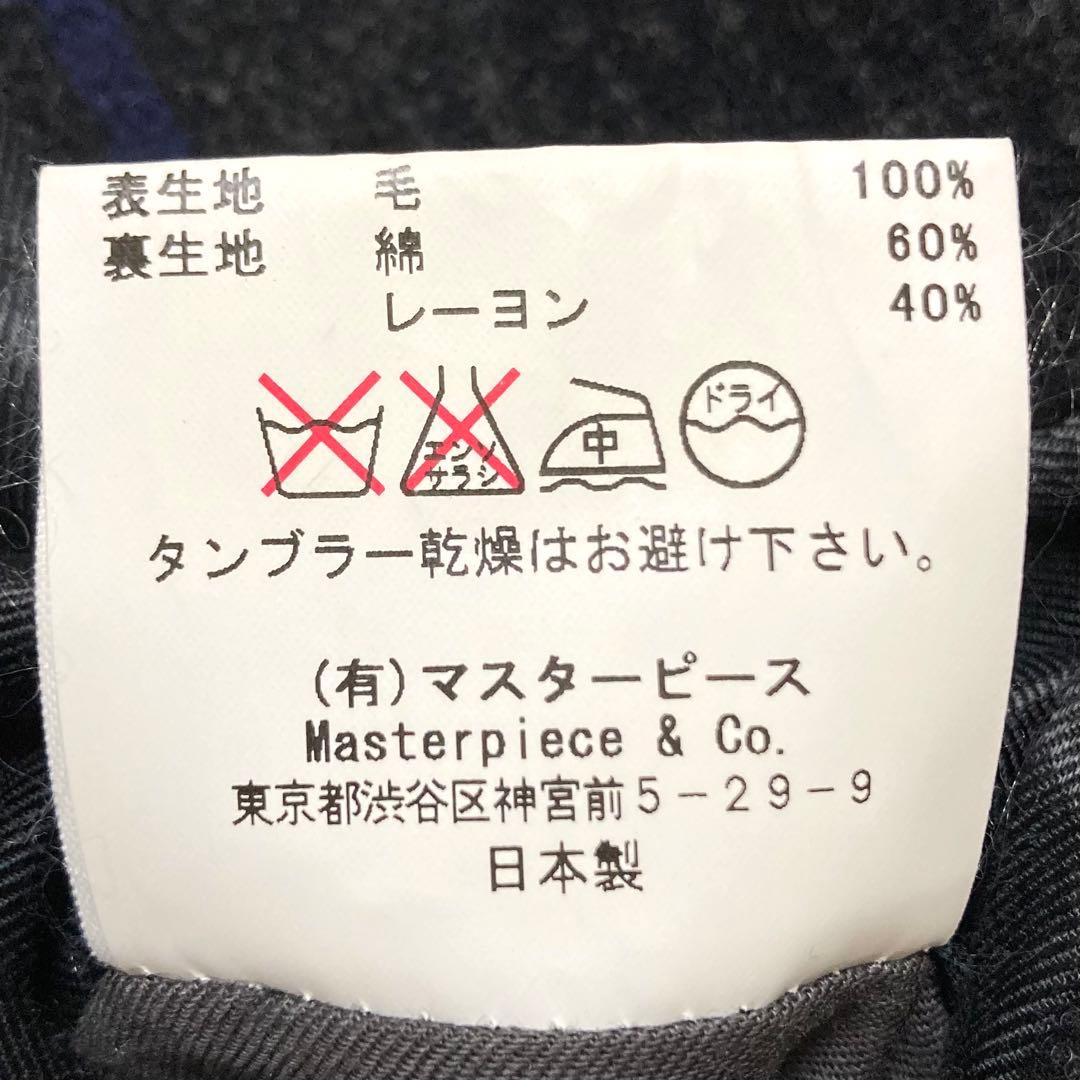 表生地 毛 100%
裏生地 綿 60%
レーヨン 40%
エンソ
サラシ
中
ドライ
タンブラー乾燥はお避け下さい。
(有)マスターピース
Masterpiece & Co.
東京都渋谷区神宮前5-29-9
日本製